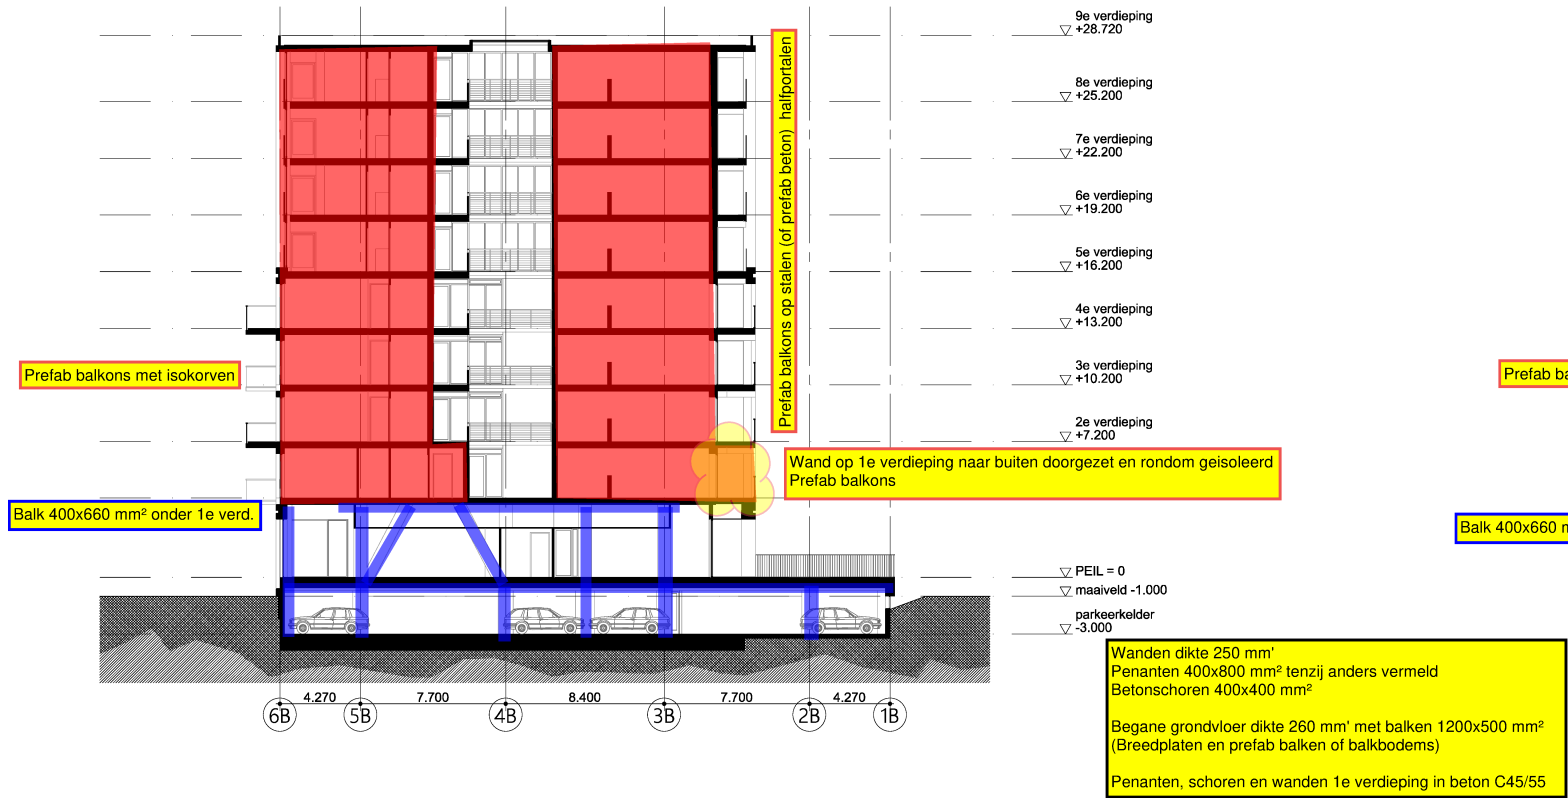 9e verdieping
+28.720
8e verdieping
+25.200
7e verdieping
+22.200
6e verdieping
+19.200
5e verdieping
+16.200
4e verdieping
+13.200
3e verdieping
+10.200
2e verdieping
+7.200
Prefab balkons op stalen (of prefab beton) halfportalen
Prefab balkons met isokorven
Prefab ba
Wand op 1e verdieping naar buiten doorgezet en rondom geisoleerd
Prefab balkons
Balk 400x660 mm² onder 1e verd.
Balk 400x660 m
PEIL = 0
maaiveld -1.000
parkeerkelder
-3.000
Wanden dikte 250 mm'
Penanten 400x800 mm² tenzij anders vermeld
Betonschoren 400x400 mm²
Begane grondvloer dikte 260 mm' met balken 1200x500 mm²
(Breedplaten en prefab balken of balkbodems)
Penanten, schoren en wanden 1e verdieping in beton C45/55
4.270 7.700 8.400 7.700 4.270
6B 5B 4B 3B 2B 1B